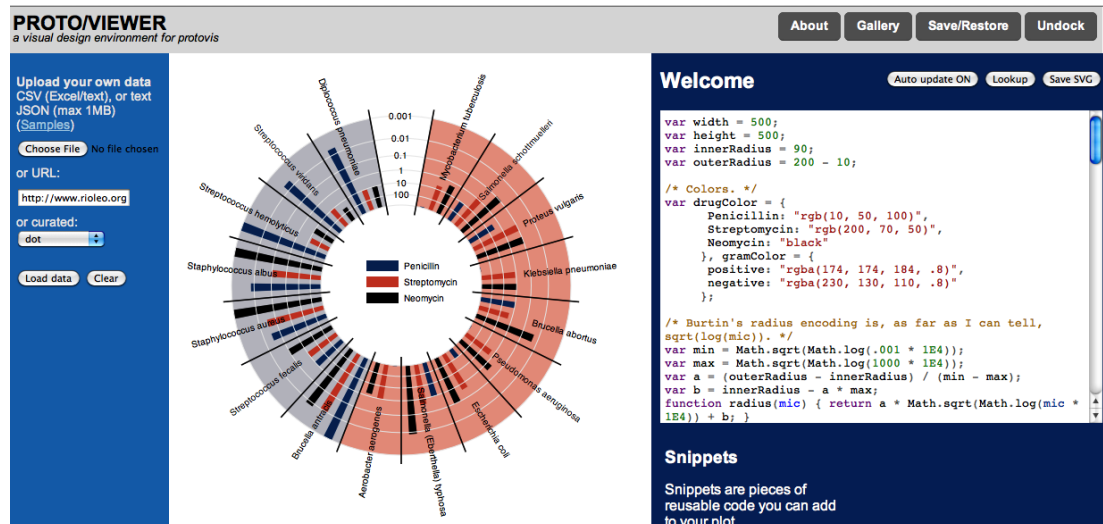 PROTO/VIEWER
a visual design environment for protovis
About
Gallery
Save/Restore
Undock
Upload your own data
CSV (Excel/text), or text
JSON (max 1MB)
(Samples)
Choose File No file chosen
or URL:
http://www.rioleo.org
or curated:
dot
Load data
Clear
0.001
0.01
0.1
1
10
100
Mycobacterium tuberculosis
Salmonella schottmuelleri
Proteus vulgaris
Klebsiella pneumoniae
Brucella abortus
Pseudomonas aeruginosa
Escherichia coli
Salmonella (Eberthella) typhosa
Aerobacter aerogenes
Brucella antracis
Streptococcus fecalis
Staphylococcus aureus
Staphylococcus albus
Streptococcus hemolyticus
Streptococcus viridans
Diplococcus pneumoniae
Penicillin
Streptomycin
Neomycin
Welcome
Auto update ON
Lookup
Save SVG
var width = 500;
var height = 500;
var innerRadius = 90;
var outerRadius = 200 - 10;
/* Colors. */
var drugColor = {
Penicillin: "rgb(10, 50, 100)",
Streptomycin: "rgb(200, 70, 50)",
Neomycin: "black"
}, gramColor = {
positive: "rgba(174, 174, 184, .8)",
negative: "rgba(230, 130, 110, .8)"
};
/* Burtin's radius encoding is, as far as I can tell,
sqrt(log(mic)). */
var min = Math.sqrt(Math.log(.001 * 1E4));
var max = Math.sqrt(Math.log(1000 * 1E4));
var a = (outerRadius - innerRadius) / (min - max);
var b = innerRadius - a * max;
function radius(mic) { return a * Math.sqrt(Math.log(mic *
1E4)) + b; }
Snippets
Snippets are pieces of
reusable code you can add
to your plot